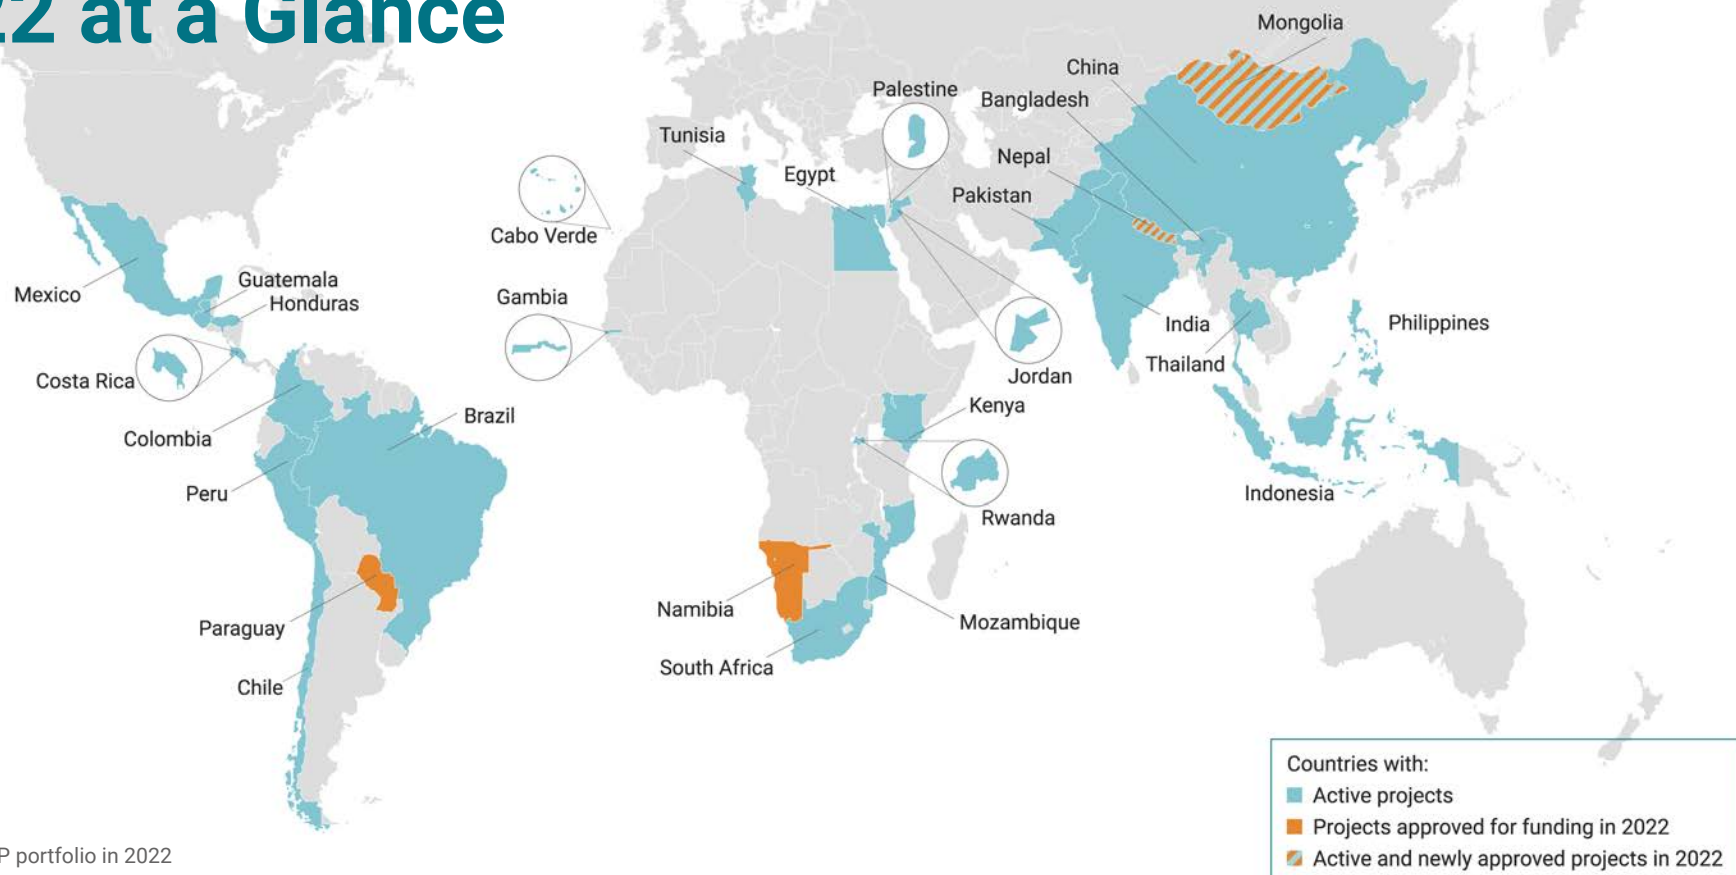 22 at a Glance
Mongolia
China
Palestine
Bangladesh
Tunisia
Nepal
Egypt
Pakistan
Cabo Verde
Guatemala
Mexico
Gambia
Honduras
India
Philippines
Thailand
Costa Rica
Jordan
Kenya
Brazil
Colombia
Peru
Indonesia
Rwanda
Namibia
Mozambique
Paraguay
South Africa
Chile
Countries with:
Active projects
Projects approved for funding in 2022
Active and newly approved projects in 2022
P portfolio in 2022